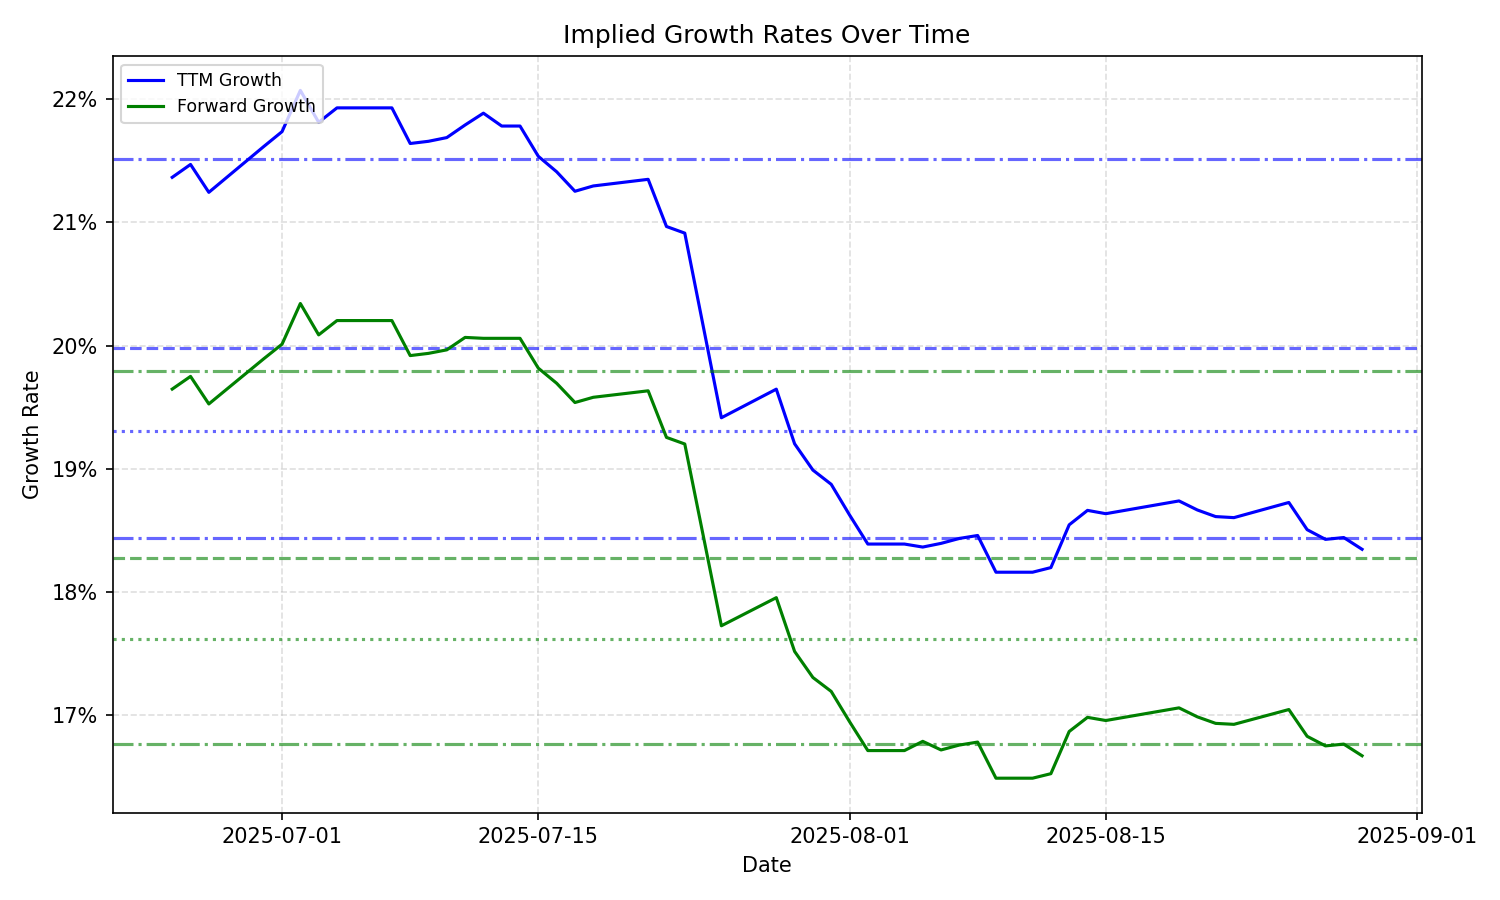 Implied Growth Rates Over Time
TTM Growth
Forward Growth
22%
21%
20%
19%
18%
17%
Growth Rate
2025-07-01
2025-07-15
2025-08-01
2025-08-15
2025-09-01
Date